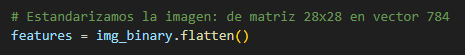 # Estandarizamos la imagen: de matriz 28x28 en vector 784
features = img_binary.flatten()